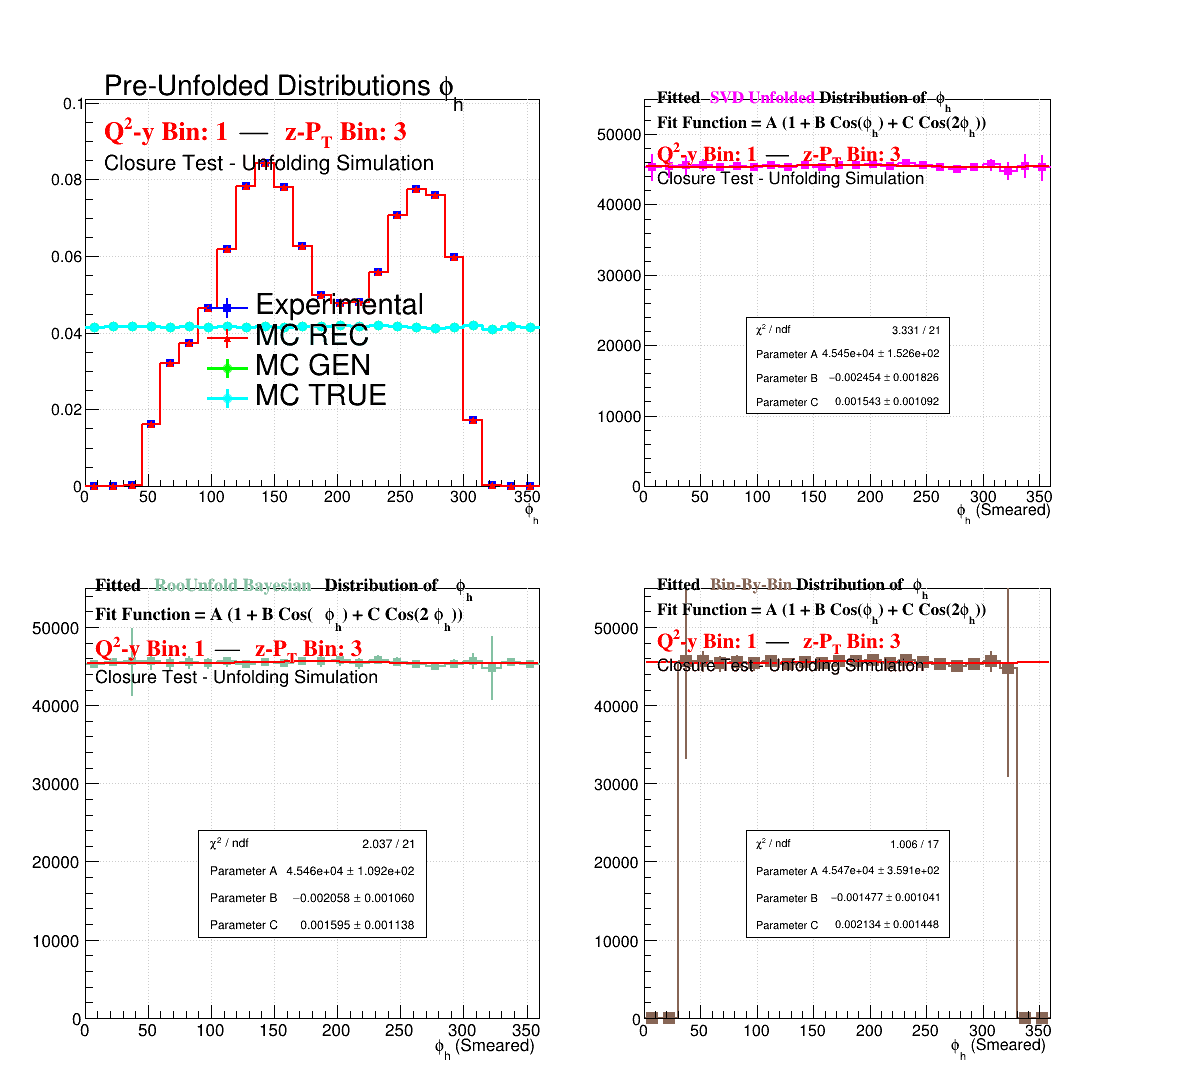 Pre-Unfolded Distributions ϕh
Q²-y Bin: 1 — z-PT Bin: 3
Closure Test - Unfolding Simulation
0.1
0.08
0.06
0.04
0.02
0
Experimental
MC REC
MC GEN
MC TRUE
0 50 100 150 200 250 300 350
ϕh
Fitted SVD Unfolded Distribution of ϕh
Fit Function = A (1 + B Cos(ϕh) + C Cos(2ϕh))
Q²-y Bin: 1 — z-PT Bin: 3
Closure Test - Unfolding Simulation
50000
40000
30000
20000
10000
0
χ² / ndf 3.331 / 21
Parameter A 4.545e+04 ± 1.526e+02
Parameter B −0.002454 ± 0.001826
Parameter C 0.001543 ± 0.001092
0 50 100 150 200 250 300 350
ϕh (Smeared)
Fitted RooUnfold Bayesian Distribution of ϕh
Fit Function = A (1 + B Cos( ϕh) + C Cos(2 ϕh))
Q²-y Bin: 1 — z-PT Bin: 3
Closure Test - Unfolding Simulation
50000
40000
30000
20000
10000
0
χ² / ndf 2.037 / 21
Parameter A 4.546e+04 ± 1.092e+02
Parameter B −0.002058 ± 0.001060
Parameter C 0.001595 ± 0.001138
0 50 100 150 200 250 300 350
ϕh (Smeared)
Fitted Bin-By-Bin Distribution of ϕh
Fit Function = A (1 + B Cos(ϕh) + C Cos(2ϕh))
Q²-y Bin: 1 — z-PT Bin: 3
Closure Test - Unfolding Simulation
50000
40000
30000
20000
10000
0
χ² / ndf 1.006 / 17
Parameter A 4.547e+04 ± 3.591e+02
Parameter B −0.001477 ± 0.001041
Parameter C 0.002134 ± 0.001448
0 50 100 150 200 250 300 350
ϕh (Smeared)